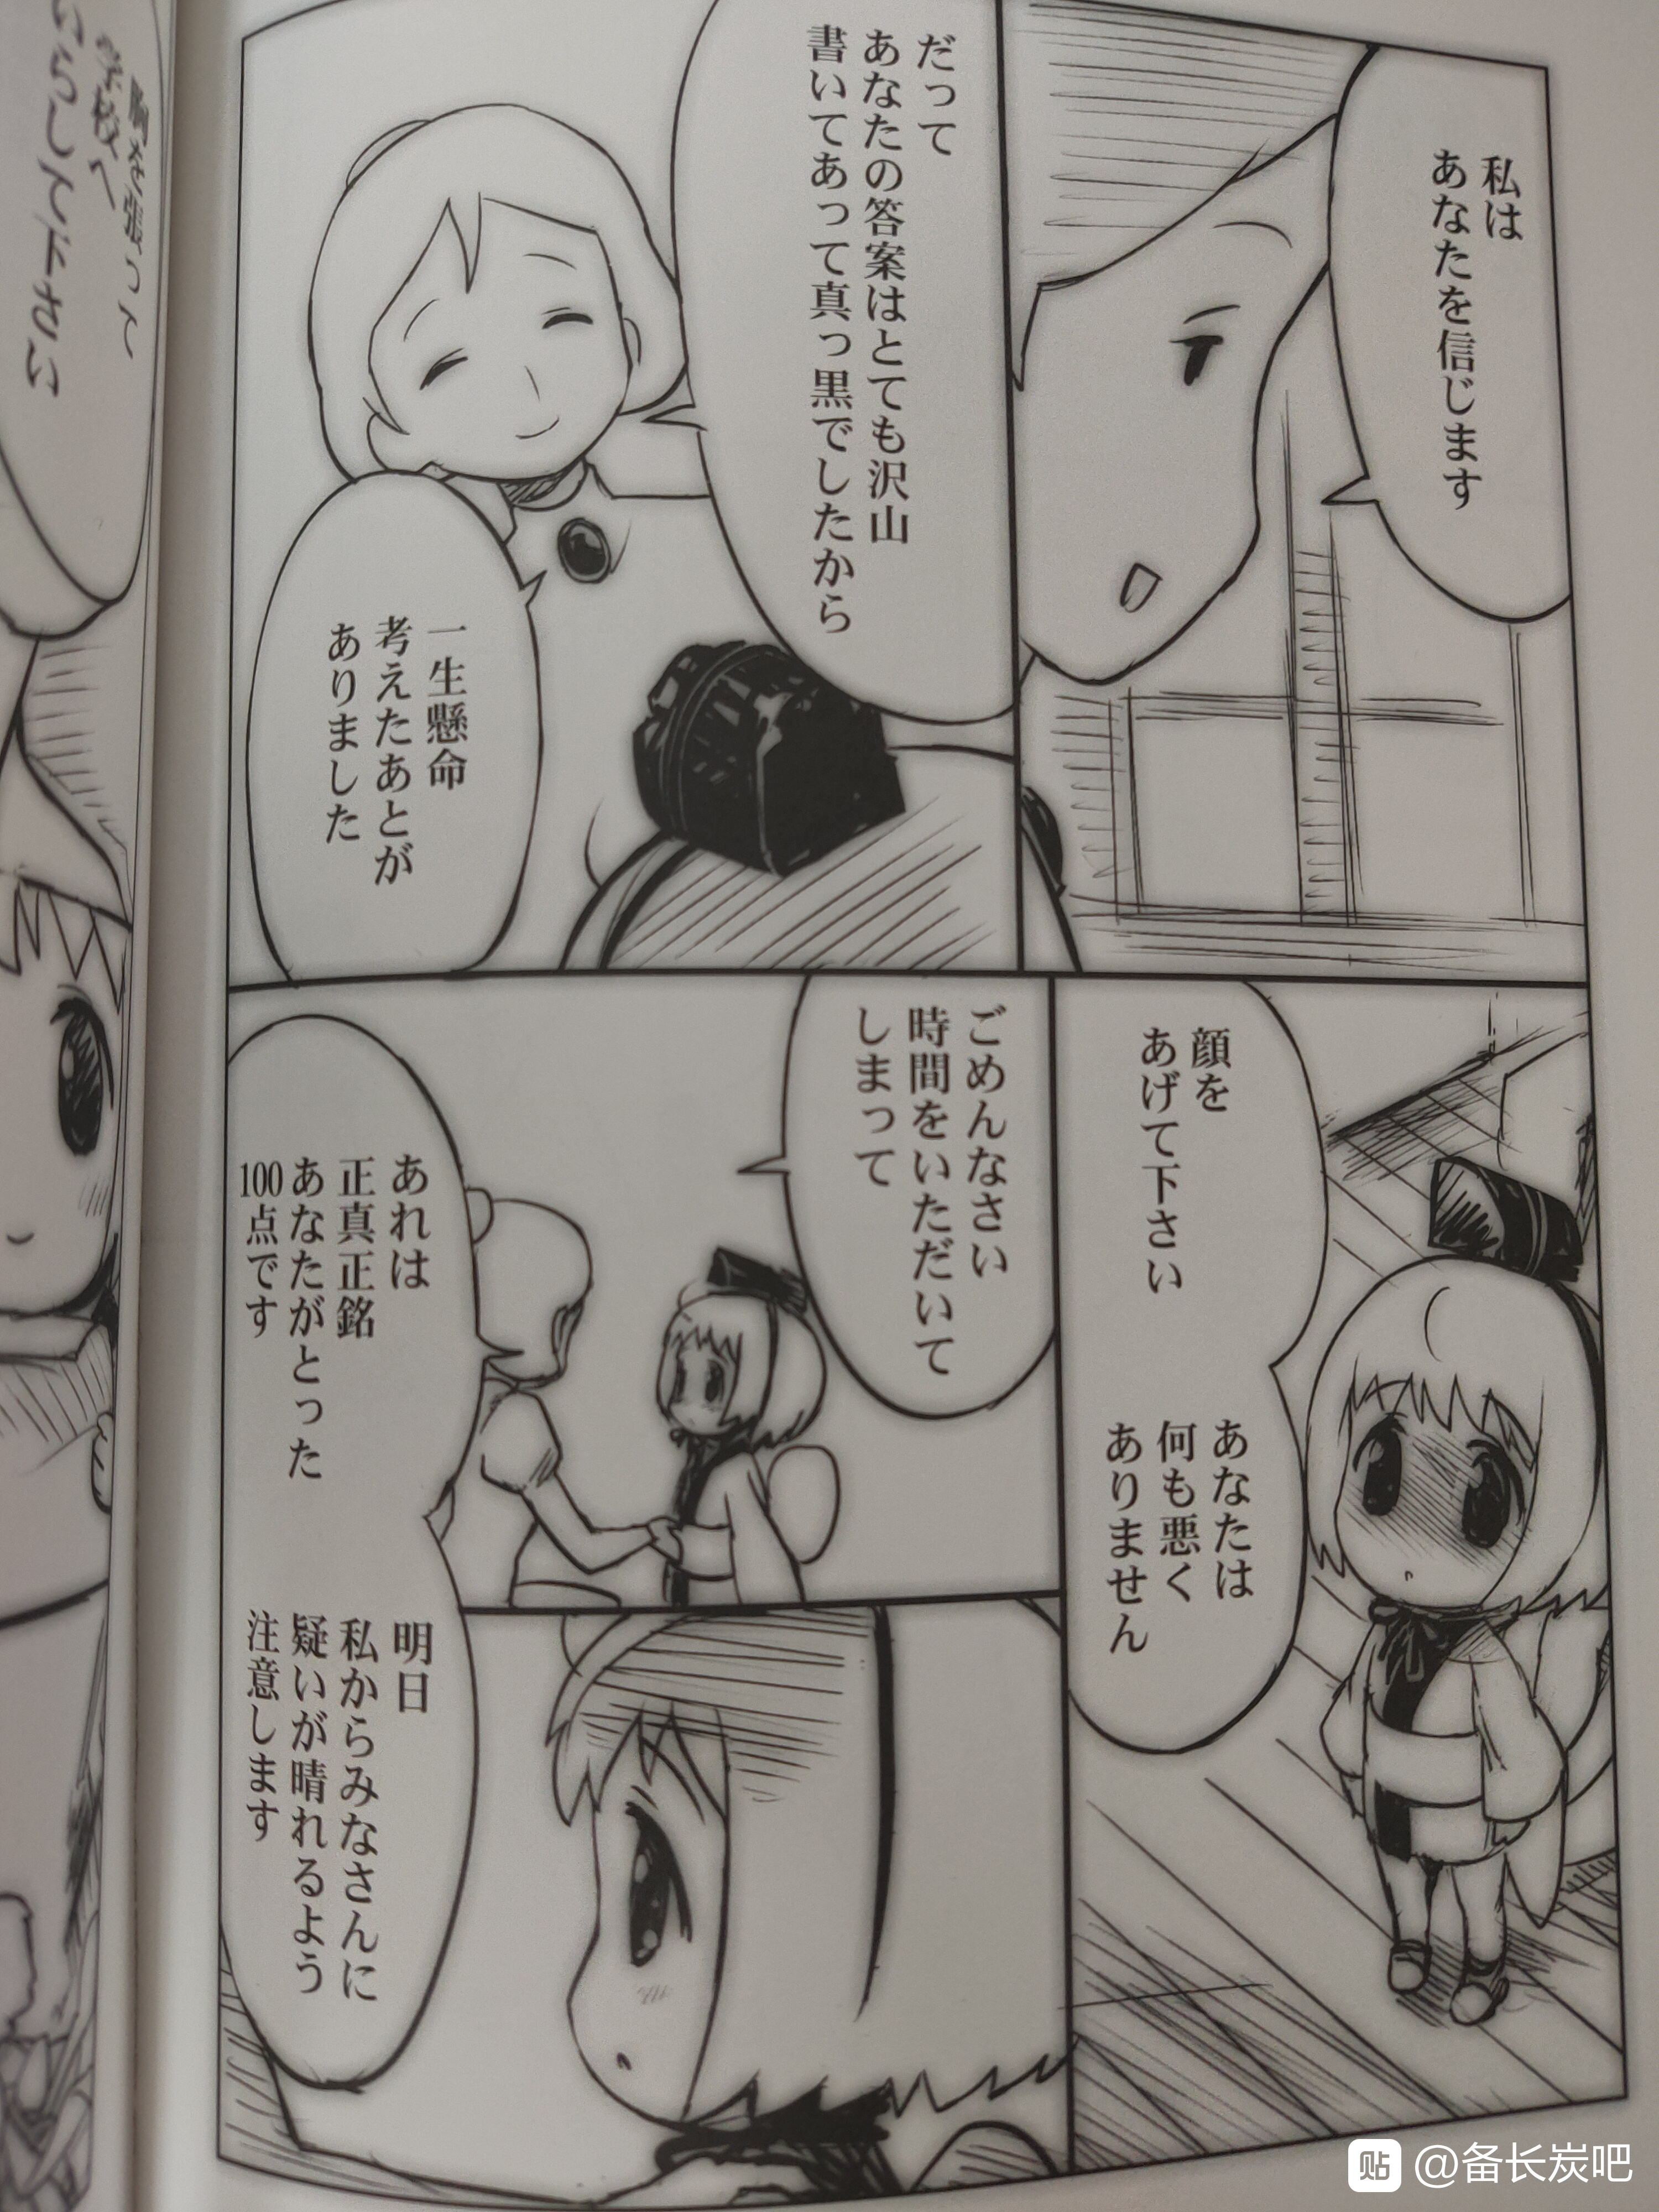 私は
あなたを信じます
だって
あなたの答案はとても沢山
書いてあって真っ黒でしたから
一生懸命
考えたあとが
ありました
顔を
あげて下さい
あなたは
何も悪く
ありません
ごめんなさい
時間をいただいて
しまって
あれは
正真正銘
あなたがとった
100点です
明日
私からみなさんに
疑いが晴れるよう
注意します
胸を張って
学校へ
いらして下さい
贴 @备长炭吧